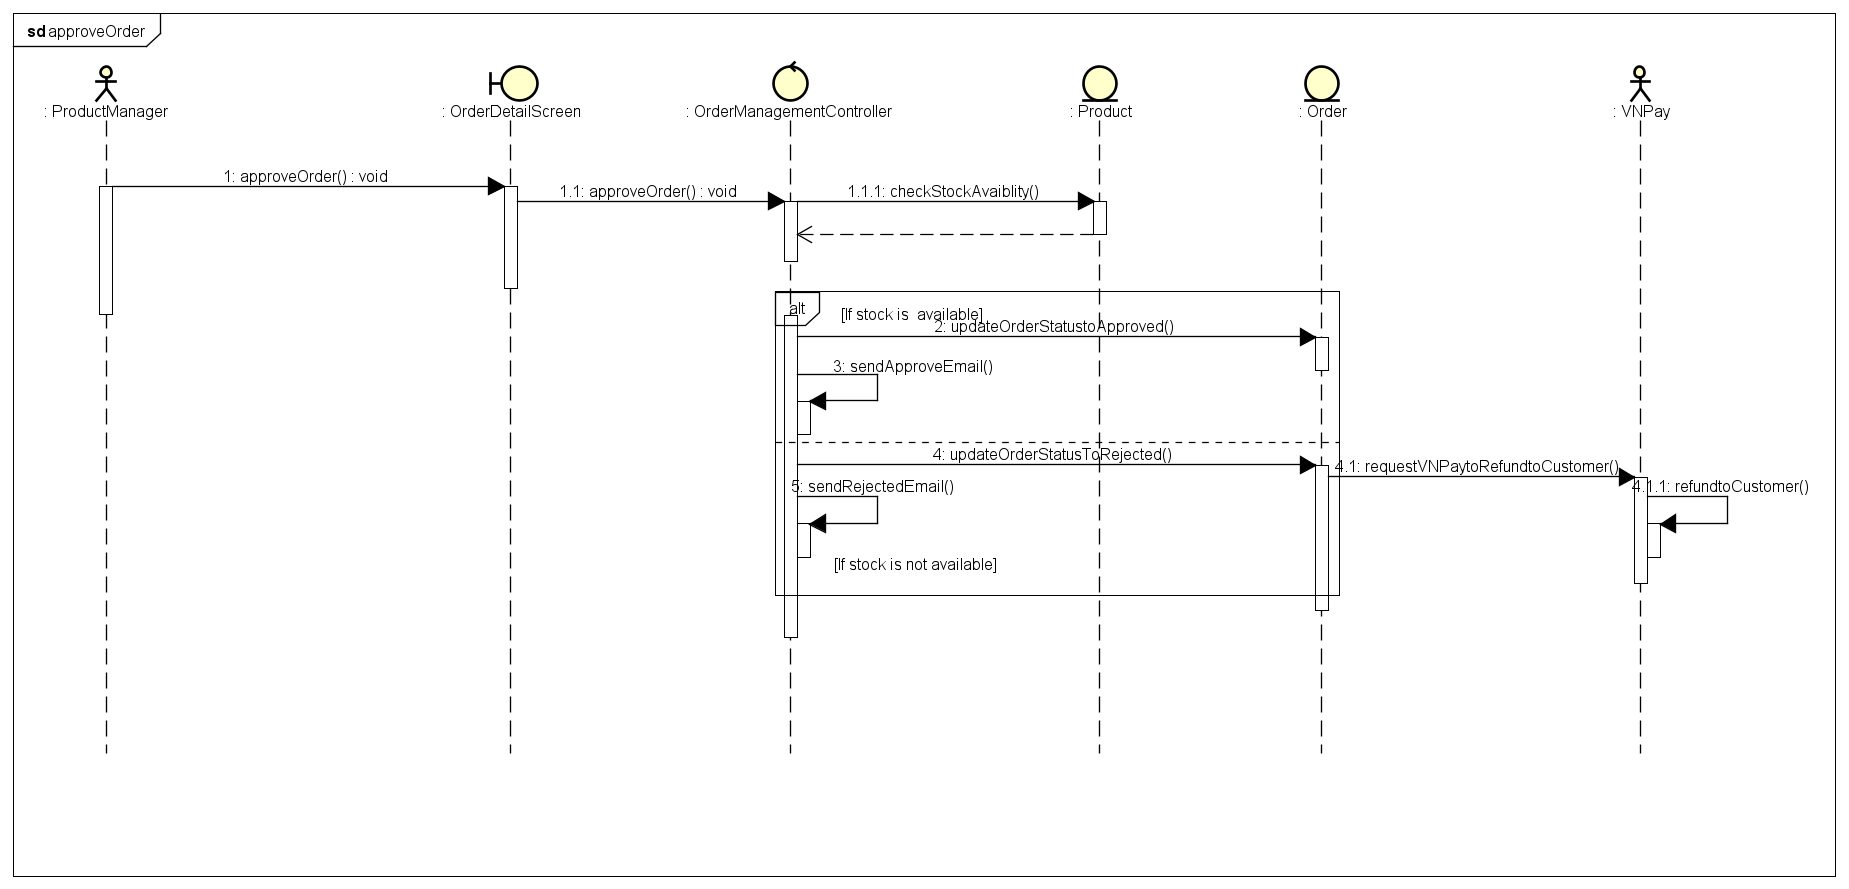 sd approveOrder
: ProductManager
: OrderDetailScreen
: OrderManagementController
: Product
: Order
: VNPay
1: approveOrder() : void
1.1: approveOrder() : void
1.1.1: checkStockAvaiblity()
alt
[If stock is  available]
2: updateOrderStatustoApproved()
3: sendApproveEmail()
4: updateOrderStatusToRejected()
4.1: requestVNPaytoRefundtoCustomer()
5: sendRejectedEmail()
4.1.1: refundtoCustomer()
[If stock is not available]